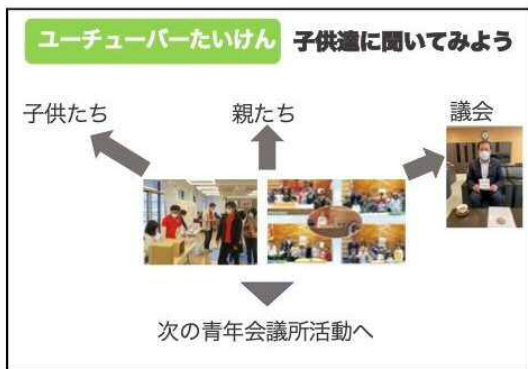 ユーチューバーたいけん 子供達に聞いてみよう
子供たち 親たち 議会
次の青年会議所活動へ